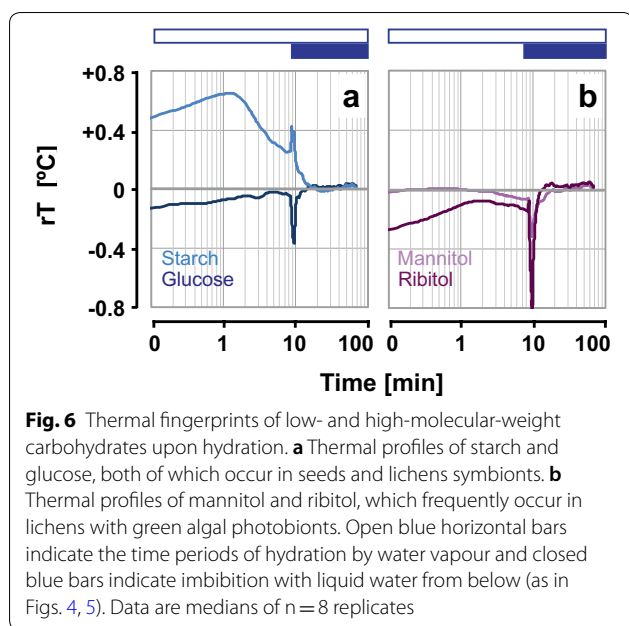 +0.8
+0.4
0
-0.4
-0.8
rT [ºC]
a
Starch
Glucose
b
Mannitol
Ribitol
0 1 10 100
0 1 10 100
Time [min]
Fig. 6 Thermal fingerprints of low- and high-molecular-weight
carbohydrates upon hydration. a Thermal profiles of starch and
glucose, both of which occur in seeds and lichens symbionts. b
Thermal profiles of mannitol and ribitol, which frequently occur in
lichens with green algal photobionts. Open blue horizontal bars
indicate the time periods of hydration by water vapour and closed
blue bars indicate imbibition with liquid water from below (as in
Figs. 4, 5). Data are medians of n = 8 replicates